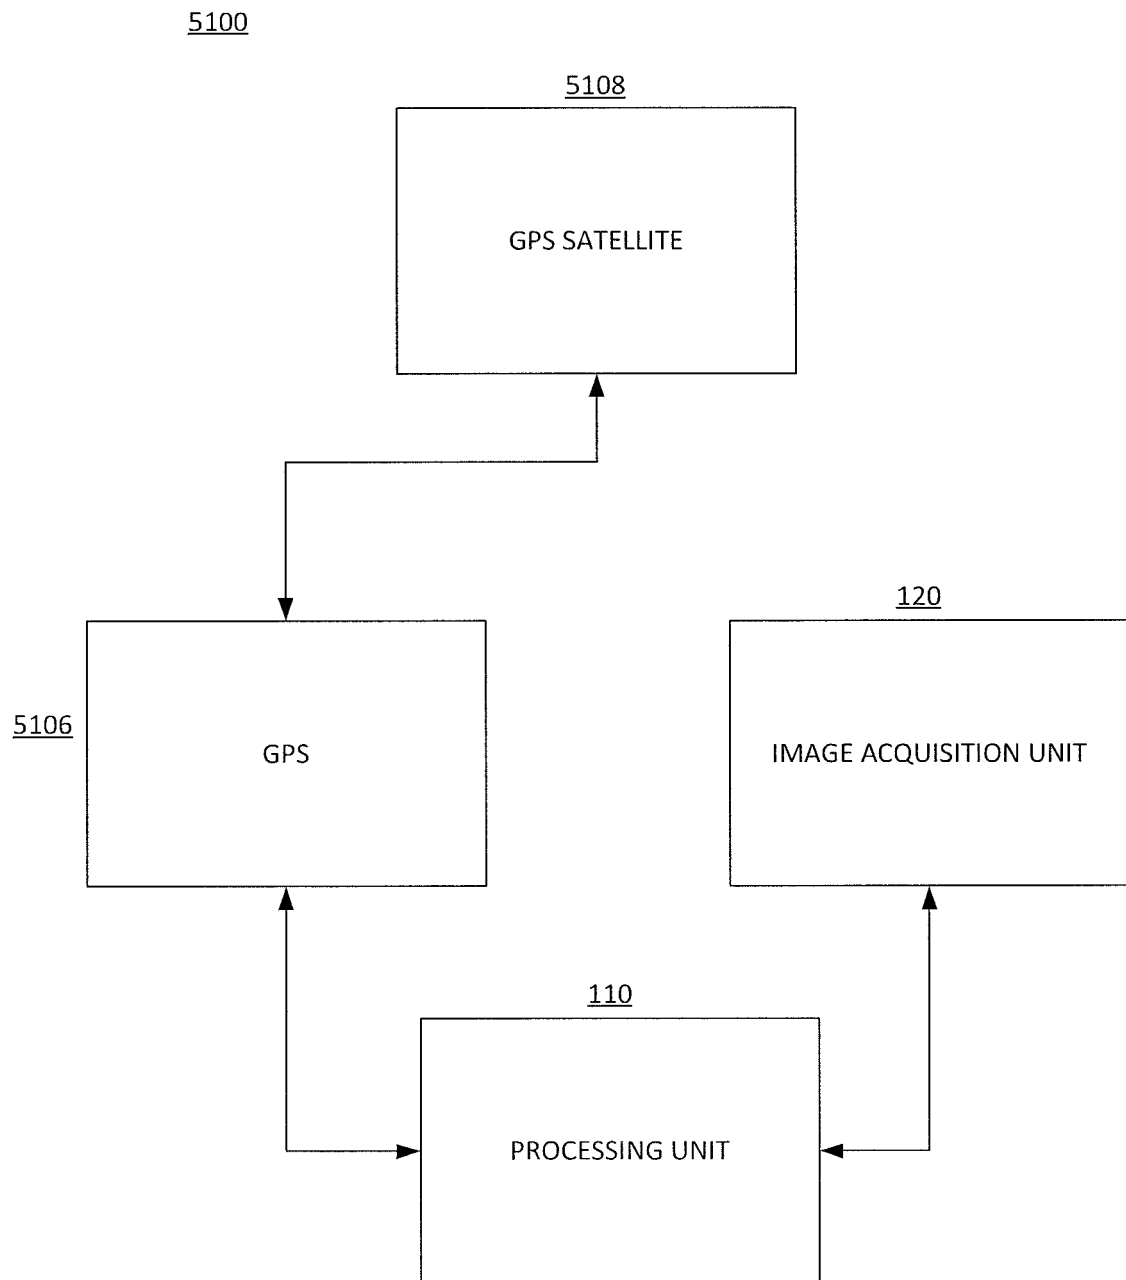 5100
5108
GPS SATELLITE
120
5106
GPS
IMAGE ACQUISITION UNIT
110
PROCESSING UNIT